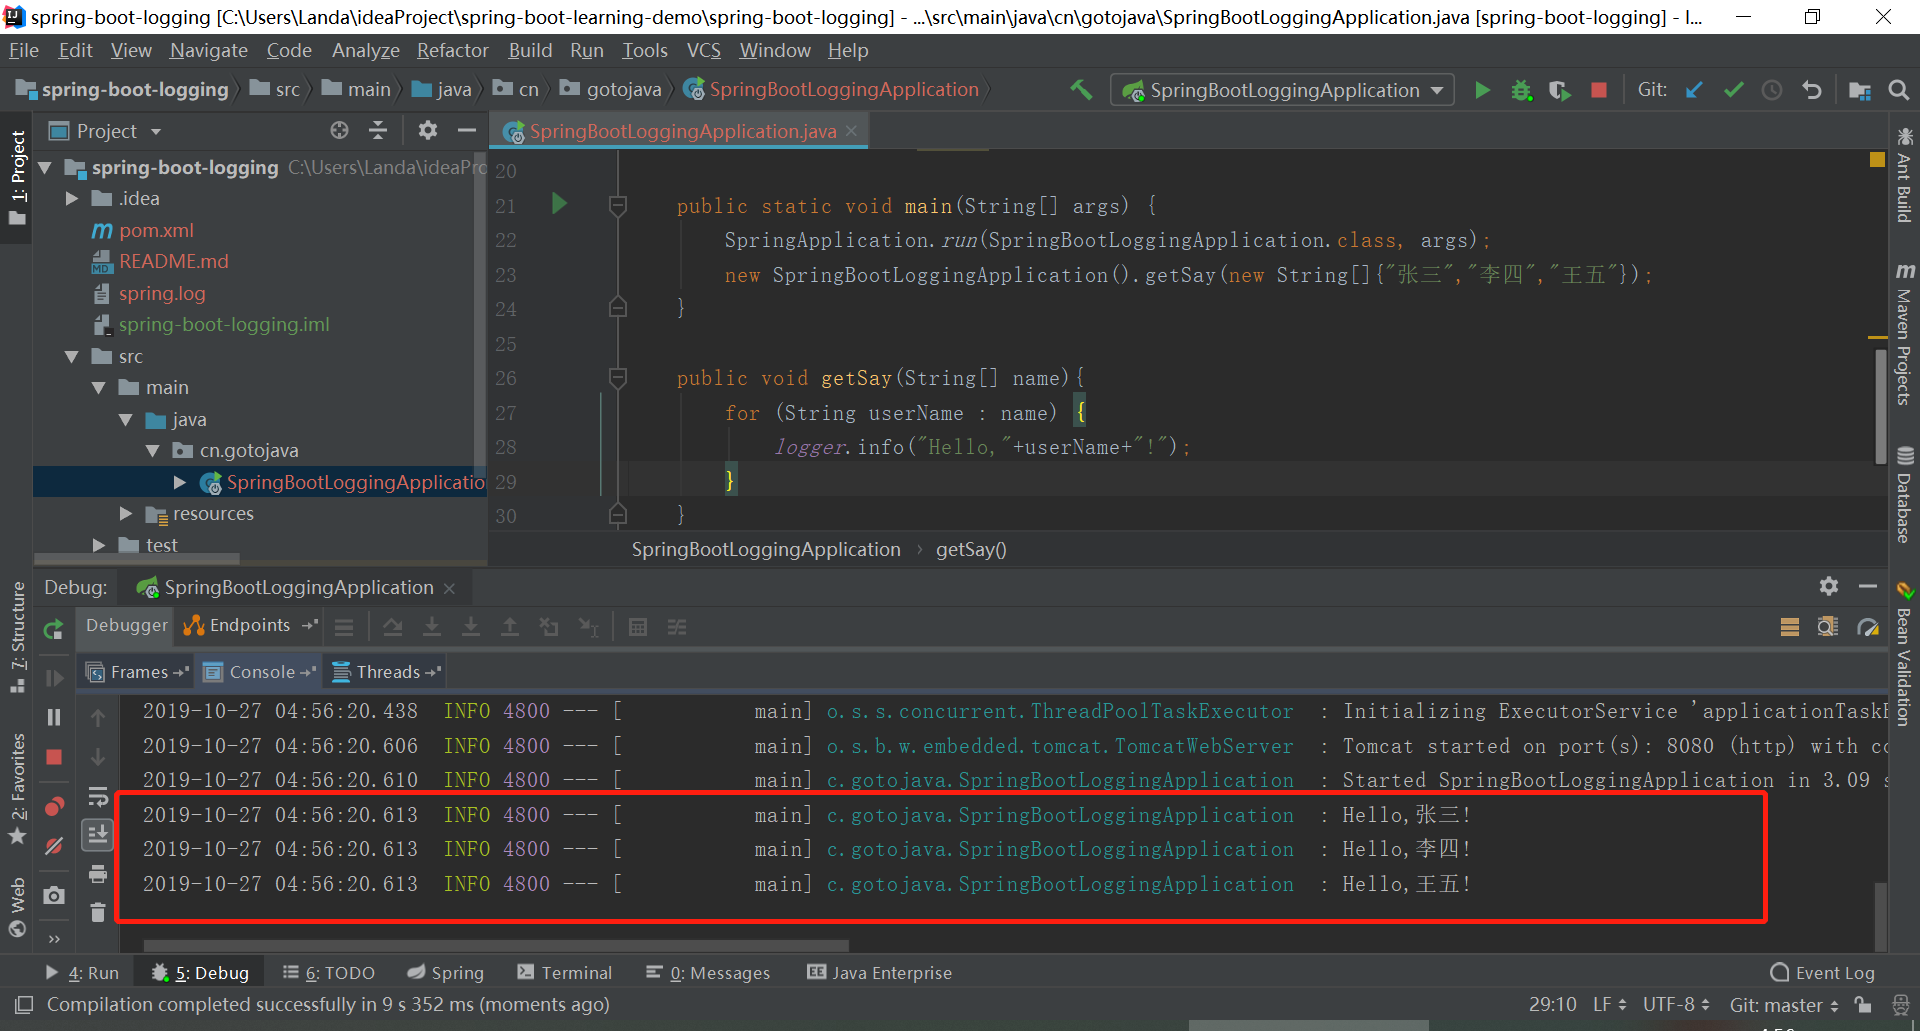 spring-boot-logging [C:\Users\Landa\ideaProject\spring-boot-learning-demo\spring-boot-logging] - ...\src\main\java\cn\gotojava\SpringBootLoggingApplication.java [spring-boot-logging] - I...
File Edit View Navigate Code Analyze Refactor Build Run Tools VCS Window Help
spring-boot-logging src main java cn gotojava SpringBootLoggingApplication SpringBootLoggingApplication Git:
1: Project
Project
SpringBootLoggingApplication.java
spring-boot-logging C:\Users\Landa\ideaPro
.idea
pom.xml
README.md
spring.log
spring-boot-logging.iml
src
main
java
cn.gotojava
SpringBootLoggingApplicatio
resources
test
20
21 public static void main(String[] args) {
22 SpringApplication.run(SpringBootLoggingApplication.class, args);
23 new SpringBootLoggingApplication().getSay(new String[]{"张三","李四","王五"});
24 }
25
26 public void getSay(String[] name){
27 for (String userName : name) {
28 logger.info("Hello,"+userName+"!");
29 }
30 }
SpringBootLoggingApplication › getSay()
Ant Build
Maven Projects
Database
Bean Validation
7: Structure
2: Favorites
Web
Debug: SpringBootLoggingApplication
Debugger Endpoints
Frames Console Threads
2019-10-27 04:56:20.438 INFO 4800 --- [ main] o.s.s.concurrent.ThreadPoolTaskExecutor : Initializing ExecutorService 'applicationTaskE
2019-10-27 04:56:20.606 INFO 4800 --- [ main] o.s.b.w.embedded.tomcat.TomcatWebServer : Tomcat started on port(s): 8080 (http) with co
2019-10-27 04:56:20.610 INFO 4800 --- [ main] c.gotojava.SpringBootLoggingApplication : Started SpringBootLoggingApplication in 3.09 s
2019-10-27 04:56:20.613 INFO 4800 --- [ main] c.gotojava.SpringBootLoggingApplication : Hello,张三!
2019-10-27 04:56:20.613 INFO 4800 --- [ main] c.gotojava.SpringBootLoggingApplication : Hello,李四!
2019-10-27 04:56:20.613 INFO 4800 --- [ main] c.gotojava.SpringBootLoggingApplication : Hello,王五!
4: Run 5: Debug 6: TODO Spring Terminal 0: Messages Java Enterprise Event Log
Compilation completed successfully in 9 s 352 ms (moments ago) 29:10 LF UTF-8 Git: master